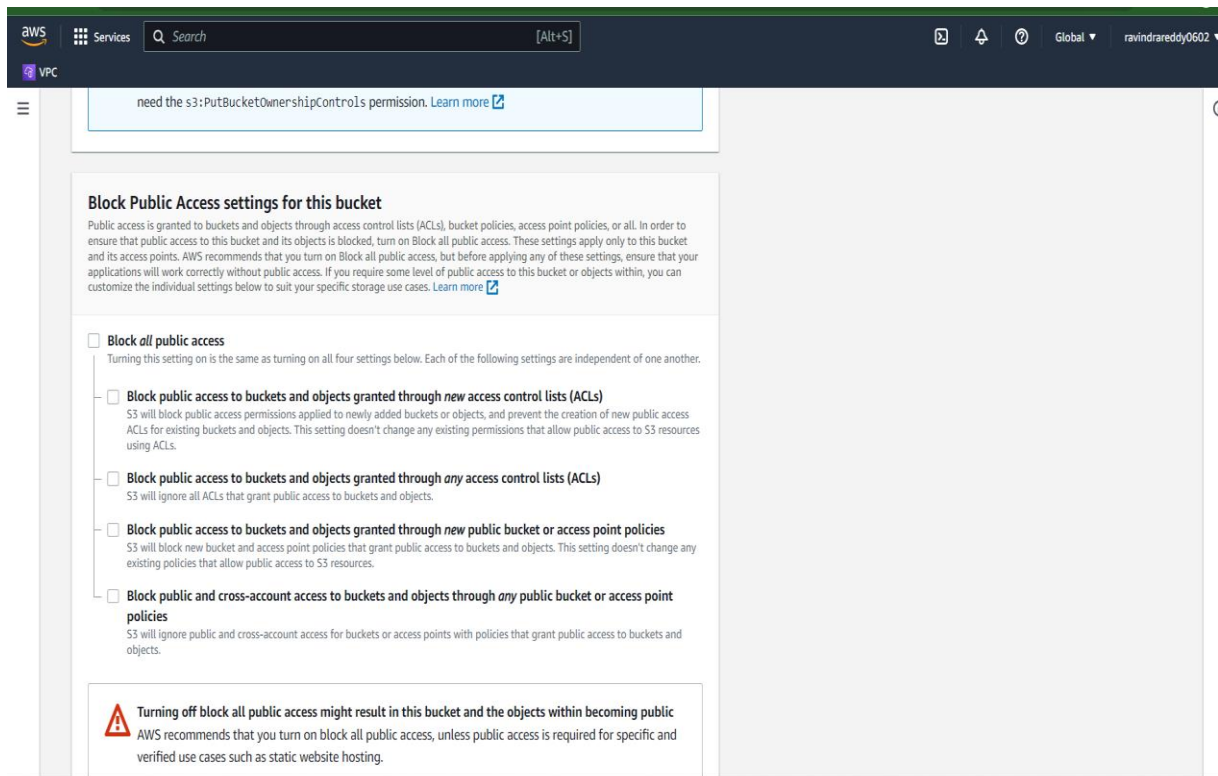 aws
Services
Search
[Alt+S]
Global
ravindrareddy0602
VPC
need the s3:PutBucketOwnershipControls permission. Learn more
Block Public Access settings for this bucket
Public access is granted to buckets and objects through access control lists (ACLs), bucket policies, access point policies, or all. In order to
ensure that public access to this bucket and its objects is blocked, turn on Block all public access. These settings apply only to this bucket
and its access points. AWS recommends that you turn on Block all public access, but before applying any of these settings, ensure that your
applications will work correctly without public access. If you require some level of public access to this bucket or objects within, you can
customize the individual settings below to suit your specific storage use cases. Learn more
Block all public access
Turning this setting on is the same as turning on all four settings below. Each of the following settings are independent of one another.
Block public access to buckets and objects granted through new access control lists (ACLs)
S3 will block public access permissions applied to newly added buckets or objects, and prevent the creation of new public access
ACLs for existing buckets and objects. This setting doesn't change any existing permissions that allow public access to S3 resources
using ACLs.
Block public access to buckets and objects granted through any access control lists (ACLs)
S3 will ignore all ACLs that grant public access to buckets and objects.
Block public access to buckets and objects granted through new public bucket or access point policies
S3 will block new bucket and access point policies that grant public access to buckets and objects. This setting doesn't change any
existing policies that allow public access to S3 resources.
Block public and cross-account access to buckets and objects through any public bucket or access point
policies
S3 will ignore public and cross-account access for buckets or access points with policies that grant public access to buckets and
objects.
Turning off block all public access might result in this bucket and the objects within becoming public
AWS recommends that you turn on block all public access, unless public access is required for specific and
verified use cases such as static website hosting.